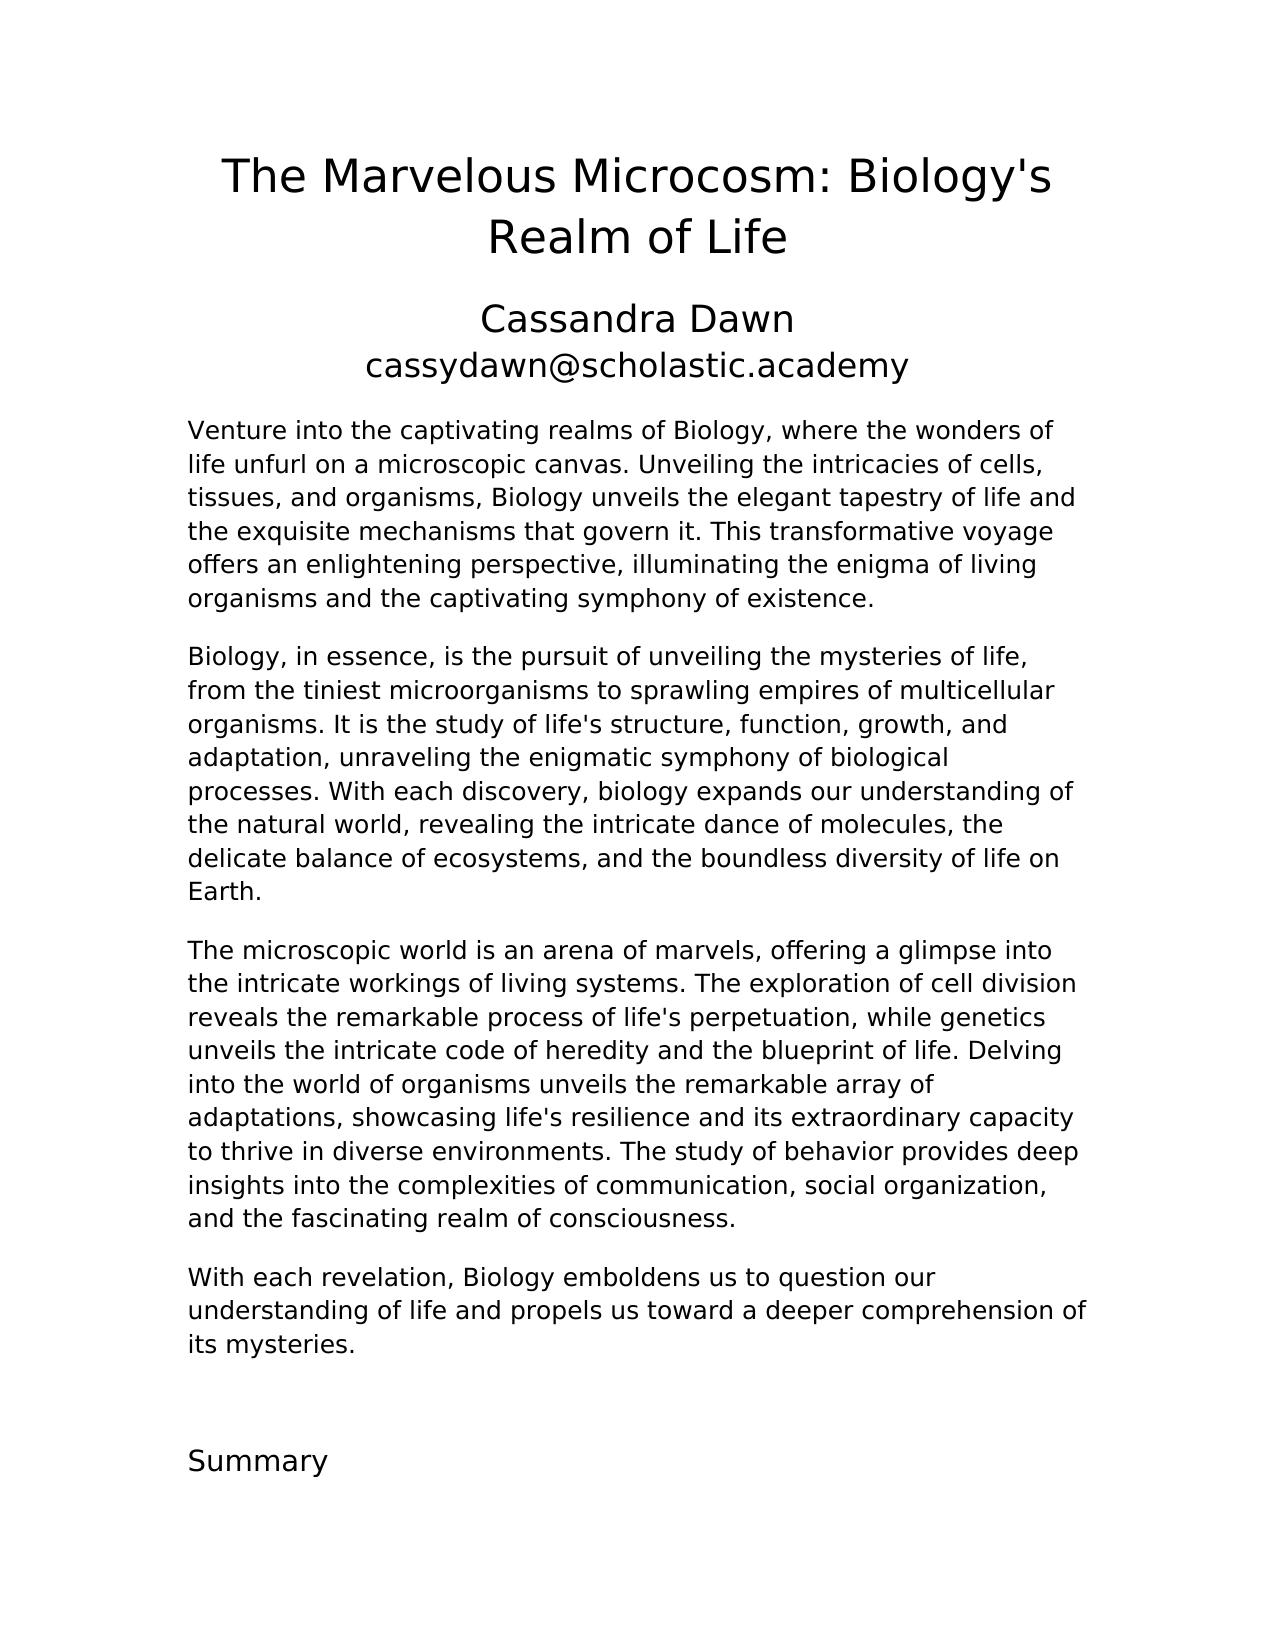 The Marvelous Microcosm: Biology's
Realm of Life
Cassandra Dawn
cassydawn@scholastic.academy
Venture into the captivating realms of Biology, where the wonders of
life unfurl on a microscopic canvas. Unveiling the intricacies of cells,
tissues, and organisms, Biology unveils the elegant tapestry of life and
the exquisite mechanisms that govern it. This transformative voyage
offers an enlightening perspective, illuminating the enigma of living
organisms and the captivating symphony of existence.
Biology, in essence, is the pursuit of unveiling the mysteries of life,
from the tiniest microorganisms to sprawling empires of multicellular
organisms. It is the study of life's structure, function, growth, and
adaptation, unraveling the enigmatic symphony of biological
processes. With each discovery, biology expands our understanding of
the natural world, revealing the intricate dance of molecules, the
delicate balance of ecosystems, and the boundless diversity of life on
Earth.
The microscopic world is an arena of marvels, offering a glimpse into
the intricate workings of living systems. The exploration of cell division
reveals the remarkable process of life's perpetuation, while genetics
unveils the intricate code of heredity and the blueprint of life. Delving
into the world of organisms unveils the remarkable array of
adaptations, showcasing life's resilience and its extraordinary capacity
to thrive in diverse environments. The study of behavior provides deep
insights into the complexities of communication, social organization,
and the fascinating realm of consciousness.
With each revelation, Biology emboldens us to question our
understanding of life and propels us toward a deeper comprehension of
its mysteries.
Summary